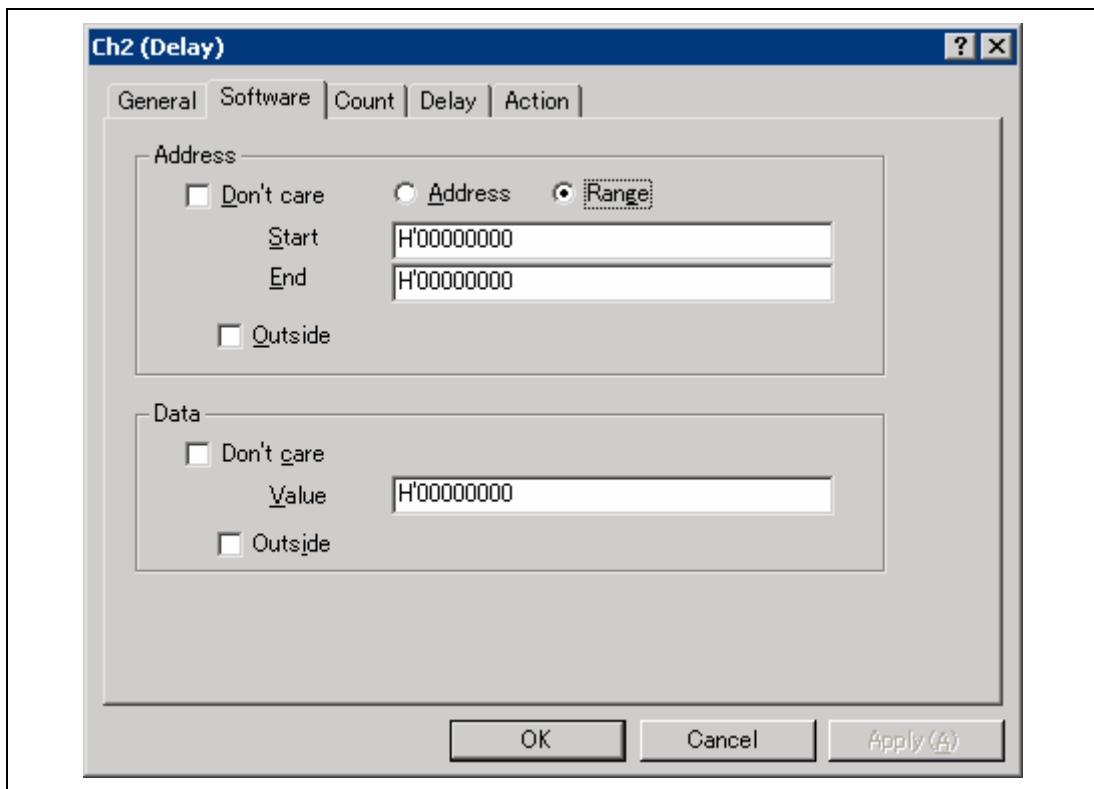 Ch2 (Delay)
General Software Count Delay Action
Address
Don't care Address Range
Start H'00000000
End H'00000000
Outside
Data
Don't care
Value H'00000000
Outside
OK Cancel Apply (A)